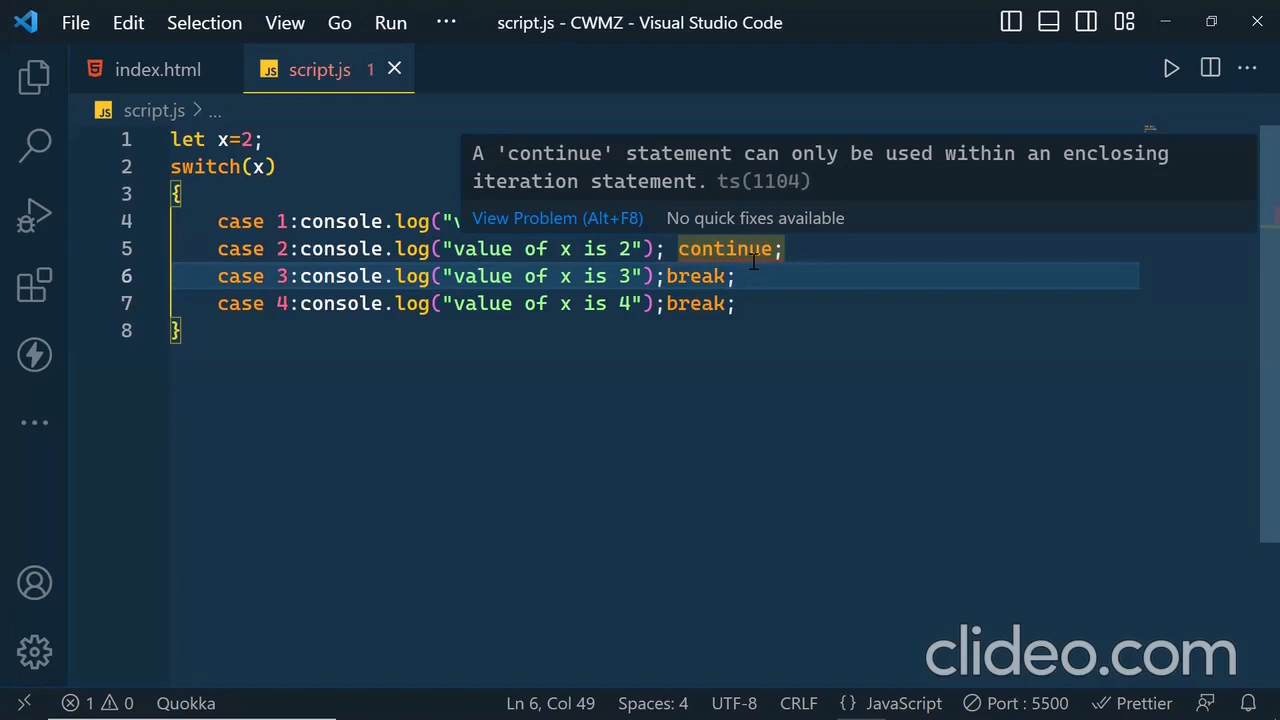 File Edit Selection View Go Run ··· script.js - CWMZ - Visual Studio Code
index.html JS script.js 1
JS script.js > ...
1 let x=2;
2 switch(x)
A 'continue' statement can only be used within an enclosing
iteration statement. ts(1104)
View Problem (Alt+F8) No quick fixes available
3 {
4 case 1:console.log("v
5 case 2:console.log("value of x is 2"); continue;
6 case 3:console.log("value of x is 3");break;
7 case 4:console.log("value of x is 4");break;
8 }
clideo.com
1 0 Quokka Ln 6, Col 49 Spaces: 4 UTF-8 CRLF {} JavaScript Port : 5500 Prettier